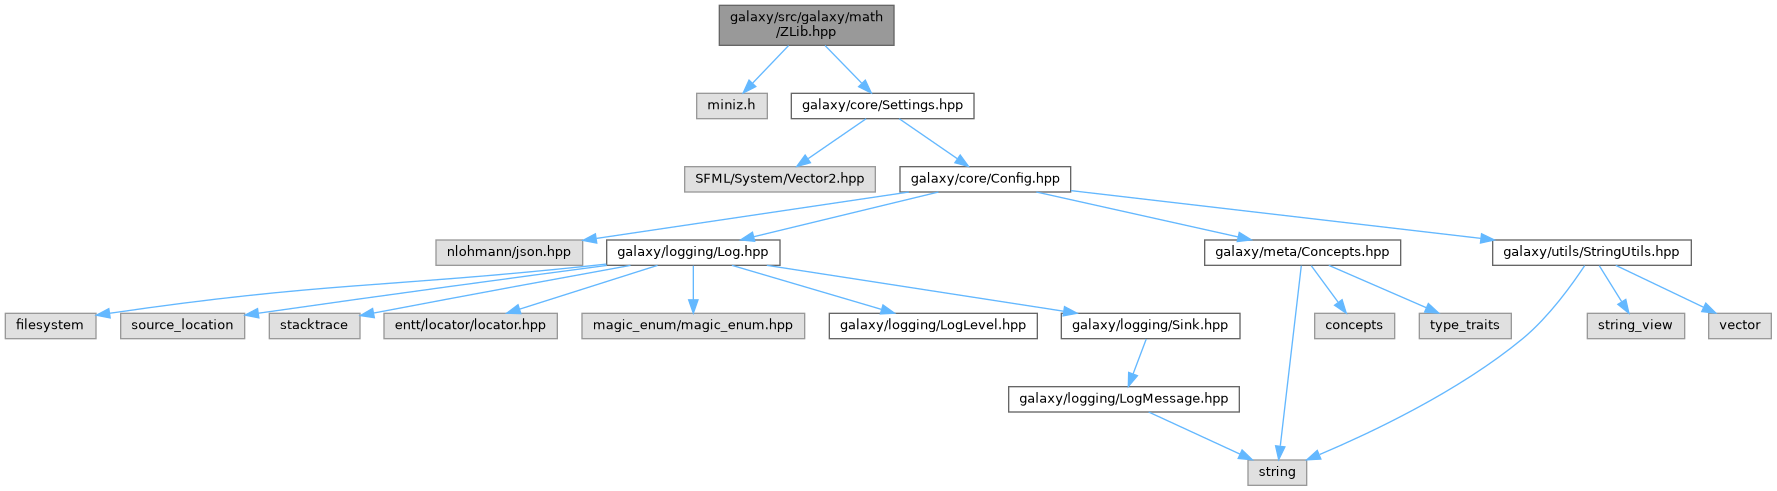 galaxy/src/galaxy/math
/ZLib.hpp
miniz.h
galaxy/core/Settings.hpp
SFML/System/Vector2.hpp
galaxy/core/Config.hpp
nlohmann/json.hpp
galaxy/logging/Log.hpp
galaxy/meta/Concepts.hpp
galaxy/utils/StringUtils.hpp
filesystem
source_location
stacktrace
entt/locator/locator.hpp
magic_enum/magic_enum.hpp
galaxy/logging/LogLevel.hpp
galaxy/logging/Sink.hpp
concepts
type_traits
string_view
vector
galaxy/logging/LogMessage.hpp
string